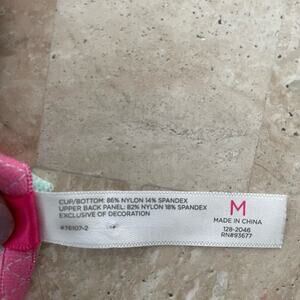 CUP/BOTTOM: 86% NYLON 14% SPANDEX
UPPER BACK PANEL: 82% NYLON 18% SPANDEX
EXCLUSIVE OF DECORATION
#76107-2
M
MADE IN CHINA
128-2046
RN#93677